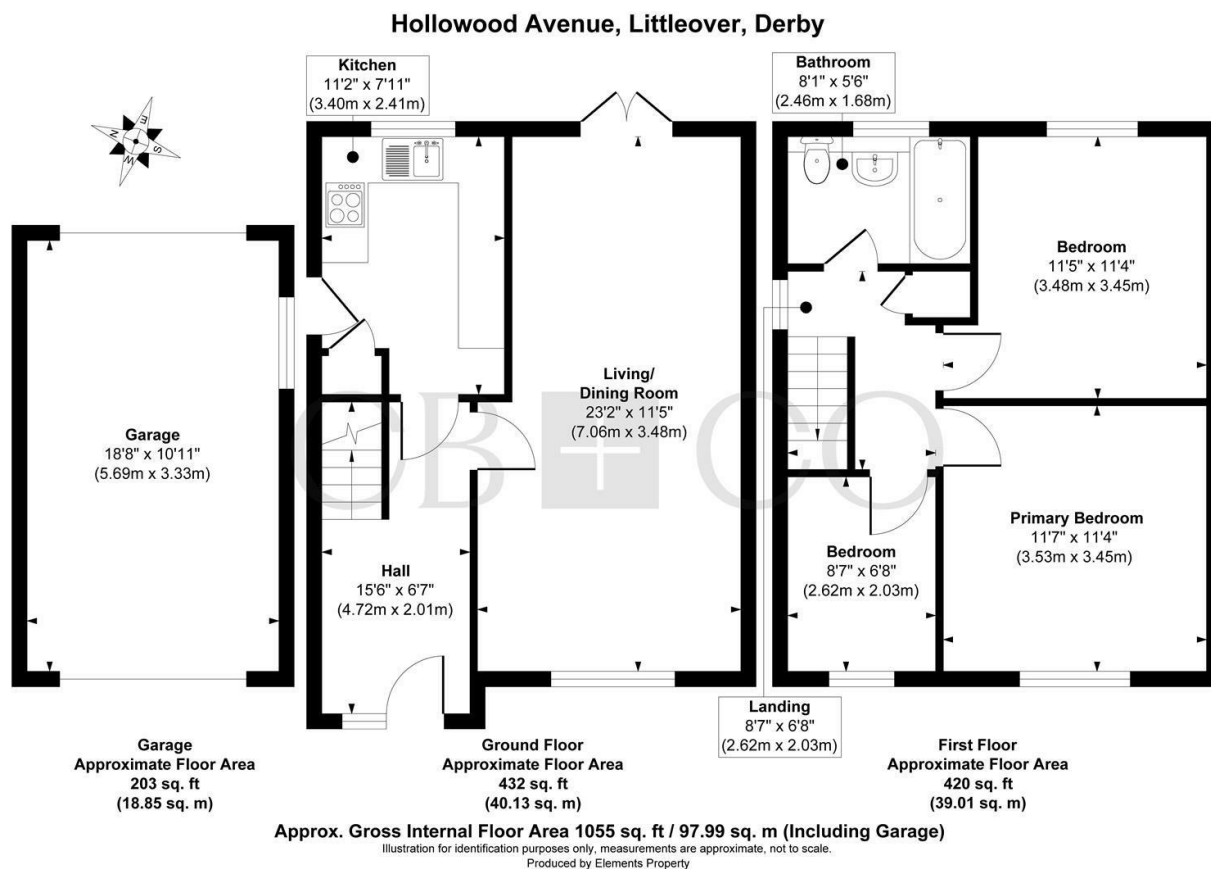 Hollowood Avenue, Littleover, Derby
Kitchen
11'2" x 7'11"
(3.40m x 2.41m)
Bathroom
8'1" x 5'6"
(2.46m x 1.68m)
N
E
S
W
Bedroom
11'5" x 11'4"
(3.48m x 3.45m)
Living/
Dining Room
23'2" x 11'5"
(7.06m x 3.48m)
Garage
18'8" x 10'11"
(5.69m x 3.33m)
CB+CO
Primary Bedroom
11'7" x 11'4"
(3.53m x 3.45m)
Bedroom
8'7" x 6'8"
(2.62m x 2.03m)
Hall
15'6" x 6'7"
(4.72m x 2.01m)
Landing
8'7" x 6'8"
(2.62m x 2.03m)
Garage
Approximate Floor Area
203 sq. ft
(18.85 sq. m)
Ground Floor
Approximate Floor Area
432 sq. ft
(40.13 sq. m)
First Floor
Approximate Floor Area
420 sq. ft
(39.01 sq. m)
Approx. Gross Internal Floor Area 1055 sq. ft / 97.99 sq. m (Including Garage)
Illustration for identification purposes only, measurements are approximate, not to scale.
Produced by Elements Property